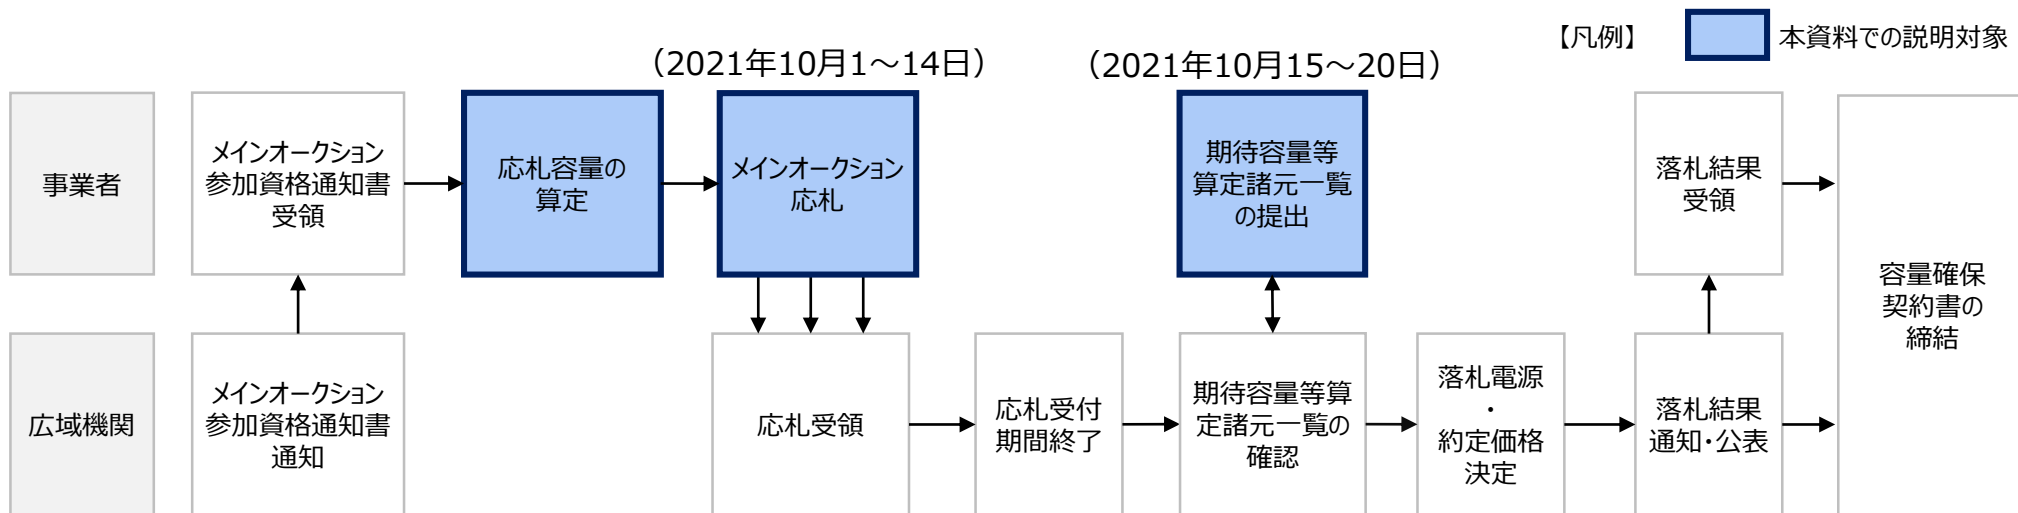 【凡例】
本資料での説明対象
（2021年10月1～14日）
（2021年10月15～20日）
事業者
メインオークション
参加資格通知書
受領
応札容量の
算定
メインオークション
応札
期待容量等
算定諸元一覧
の提出
落札結果
受領
容量確保
契約書の
締結
広域機関
メインオークション
参加資格通知書
通知
応札受領
応札受付
期間終了
期待容量等算
定諸元一覧の
確認
落札電源
・
約定価格
決定
落札結果
通知・公表